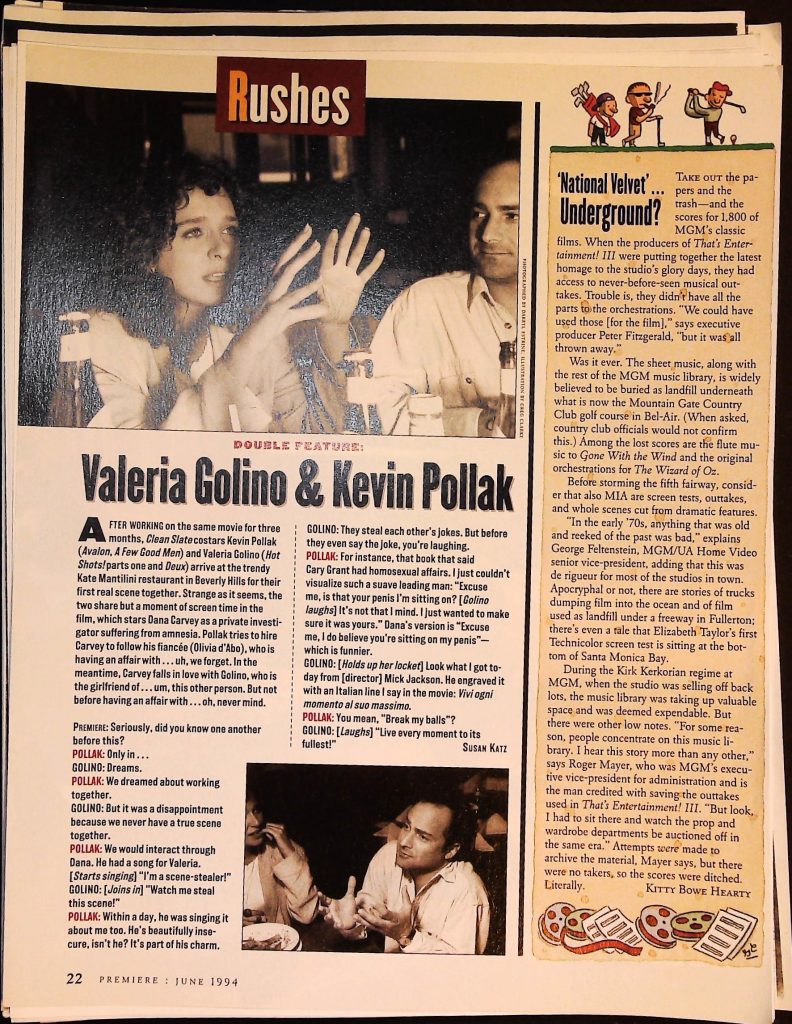 Rushes
PHOTOGRAPHED BY DARRYL ESTRINE; ILLUSTRATION BY GREG CLARKE
DOUBLE FEATURE:
Valeria Golino & Kevin Pollak
AFTER WORKING on the same movie for three
months, Clean Slate costars Kevin Pollak
(Avalon, A Few Good Men) and Valeria Golino (Hot
Shots! parts one and Deux) arrive at the trendy
Kate Mantilini restaurant in Beverly Hills for their
first real scene together. Strange as it seems, the
two share but a moment of screen time in the
film, which stars Dana Carvey as a private investi-
gator suffering from amnesia. Pollak tries to hire
Carvey to follow his fiancée (Olivia d'Abo), who is
having an affair with . . . uh, we forget. In the
meantime, Carvey falls in love with Golino, who is
the girlfriend of . . . um, this other person. But not
before having an affair with . . . oh, never mind.
PREMIERE: Seriously, did you know one another
before this?
POLLAK: Only in . . .
GOLINO: Dreams.
POLLAK: We dreamed about working
together.
GOLINO: But it was a disappointment
because we never have a true scene
together.
POLLAK: We would interact through
Dana. He had a song for Valeria.
[Starts singing] "I'm a scene-stealer!"
GOLINO: [Joins in] "Watch me steal
this scene!"
POLLAK: Within a day, he was singing it
about me too. He's beautifully inse-
cure, isn't he? It's part of his charm.
GOLINO: They steal each other's jokes. But before
they even say the joke, you're laughing.
POLLAK: For instance, that book that said
Cary Grant had homosexual affairs. I just couldn't
visualize such a suave leading man: "Excuse
me, is that your penis I'm sitting on? [Golino
laughs] It's not that I mind. I just wanted to make
sure it was yours." Dana's version is "Excuse
me, I do believe you're sitting on my penis"—
which is funnier.
GOLINO: [Holds up her locket] Look what I got to-
day from [director] Mick Jackson. He engraved it
with an Italian line I say in the movie: Vivi ogni
momento al suo massimo.
POLLAK: You mean, "Break my balls"?
GOLINO: [Laughs] "Live every moment to its
fullest!"
SUSAN KATZ
'National Velvet' . . .
Underground?
TAKE OUT the pa-
pers and the
trash—and the
scores for 1,800 of
MGM's classic
films. When the producers of That's Enter-
tainment! III were putting together the latest
homage to the studio's glory days, they had
access to never-before-seen musical out-
takes. Trouble is, they didn't have all the
parts to the orchestrations. "We could have
used those [for the film]," says executive
producer Peter Fitzgerald, "but it was all
thrown away."
Was it ever. The sheet music, along with
the rest of the MGM music library, is widely
believed to be buried as landfill underneath
what is now the Mountain Gate Country
Club golf course in Bel-Air. (When asked,
country club officials would not confirm
this.) Among the lost scores are the flute mu-
sic to Gone With the Wind and the original
orchestrations for The Wizard of Oz.
Before storming the fifth fairway, consid-
er that also MIA are screen tests, outtakes,
and whole scenes cut from dramatic features.
"In the early '70s, anything that was old
and reeked of the past was bad," explains
George Feltenstein, MGM/UA Home Video
senior vice-president, adding that this was
de rigueur for most of the studios in town.
Apocryphal or not, there are stories of trucks
dumping film into the ocean and of film
used as landfill under a freeway in Fullerton;
there's even a tale that Elizabeth Taylor's first
Technicolor screen test is sitting at the bot-
tom of Santa Monica Bay.
During the Kirk Kerkorian regime at
MGM, when the studio was selling off back
lots, the music library was taking up valuable
space and was deemed expendable. But
there were other low notes. "For some rea-
son, people concentrate on this music li-
brary. I hear this story more than any other,"
says Roger Mayer, who was MGM's execu-
tive vice-president for administration and is
the man credited with saving the outtakes
used in That's Entertainment! III. "But look,
I had to sit there and watch the prop and
wardrobe departments be auctioned off in
the same era." Attempts were made to
archive the material, Mayer says, but there
were no takers, so the scores were ditched.
Literally.
KITTY BOWE HEARTY
22 PREMIERE : JUNE 1994